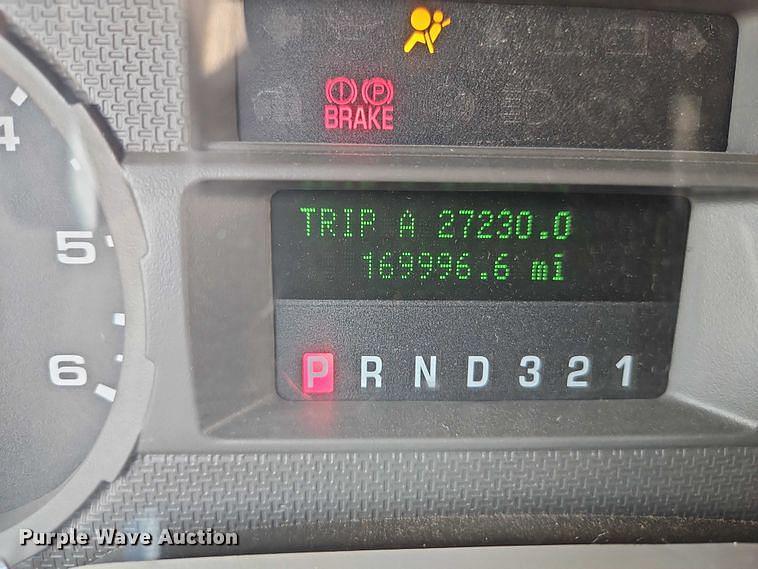 BRAKE
TRIP A 27230.0
169996.6 mi
P R N D 3 2 1
4
5
6
Purple Wave Auction